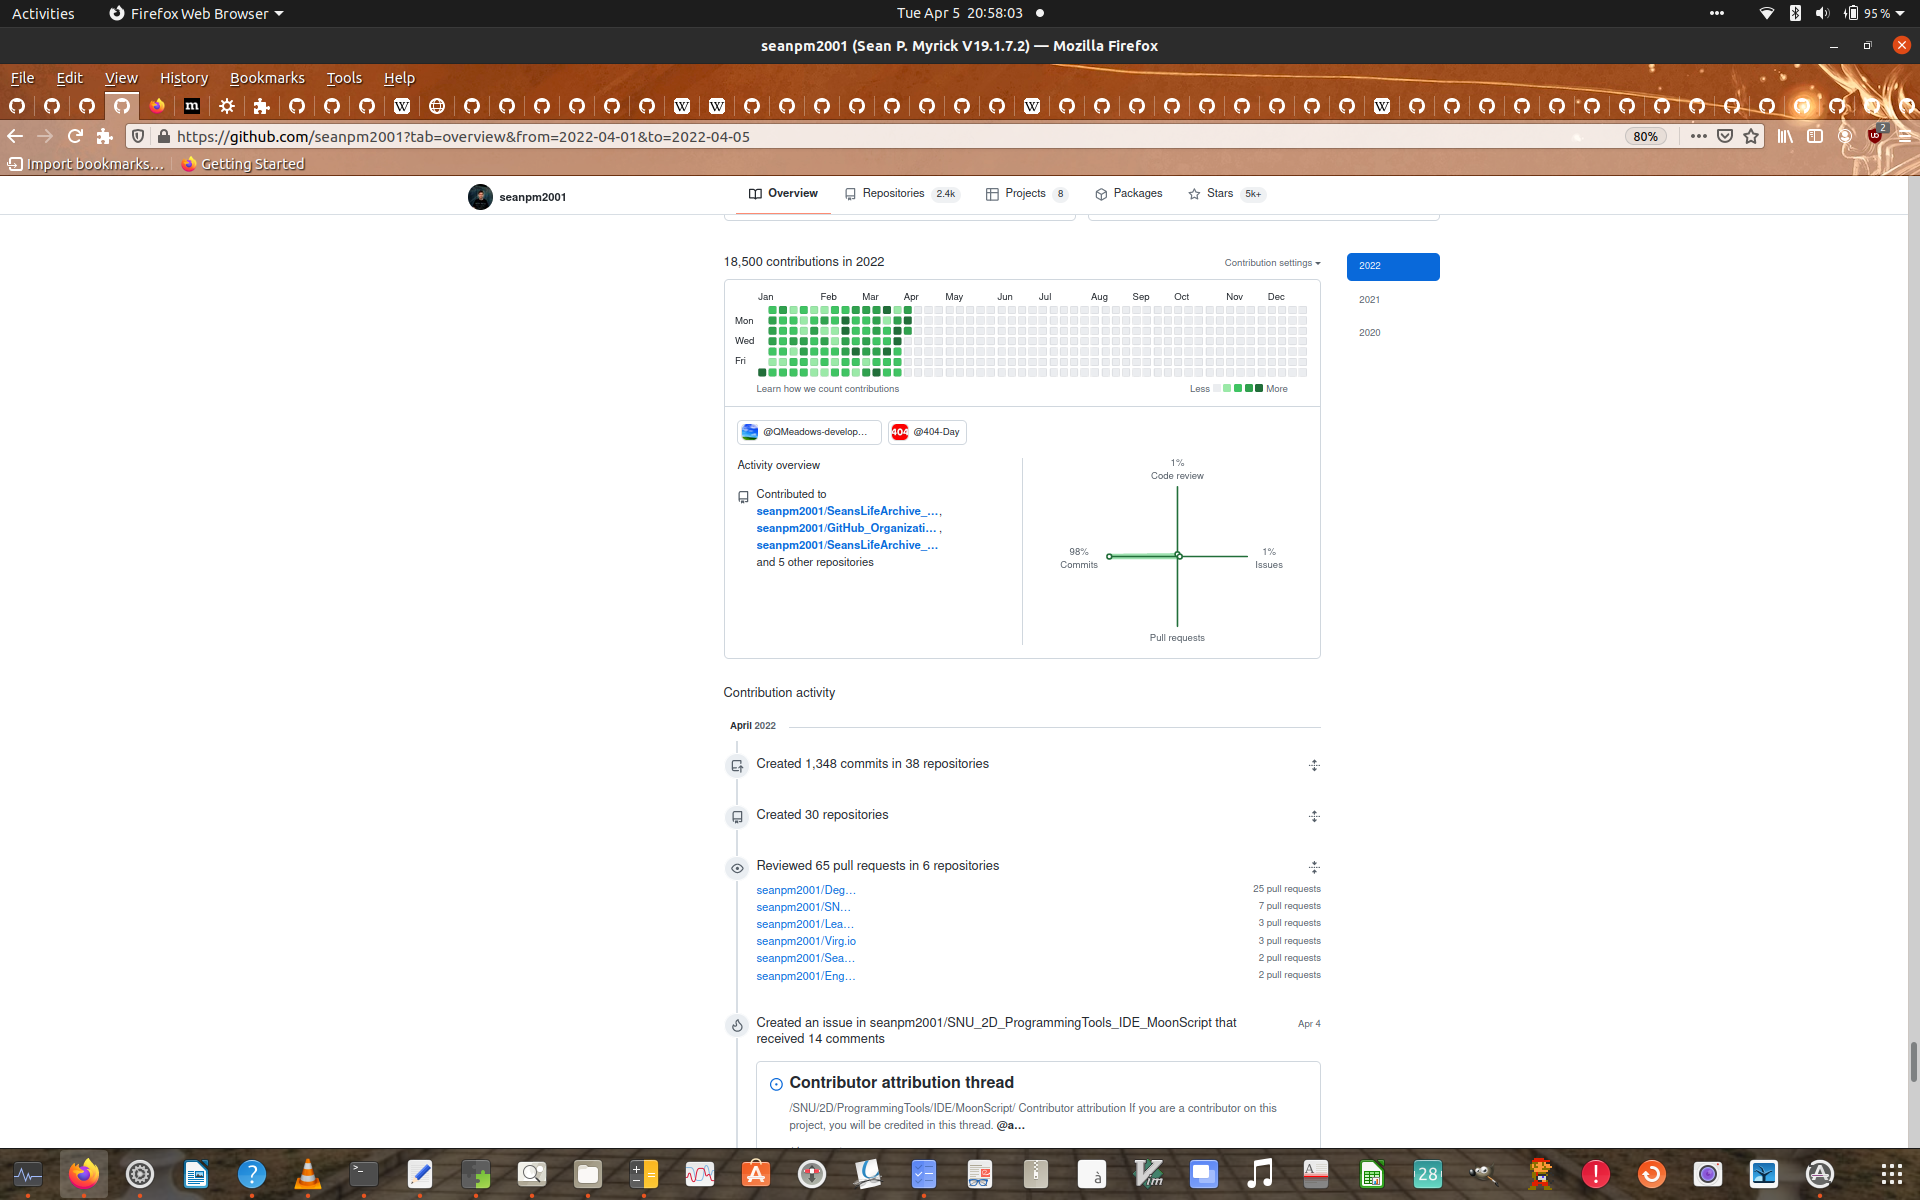 Activities
Firefox Web Browser
Tue Apr 5 20:58:03
95 %
seanpm2001 (Sean P. Myrick V19.1.7.2) — Mozilla Firefox
File Edit View History Bookmarks Tools Help
https://github.com/seanpm2001?tab=overview&from=2022-04-01&to=2022-04-05
80%
2
Import bookmarks…
Getting Started
seanpm2001
Overview
Repositories 2.4k
Projects 8
Packages
Stars 5k+
18,500 contributions in 2022
Contribution settings
2022
2021
2020
Jan Feb Mar Apr May Jun Jul Aug Sep Oct Nov Dec
Mon
Wed
Fri
Learn how we count contributions
Less More
@QMeadows-develop…
404 @404-Day
Activity overview
Contributed to
seanpm2001/SeansLifeArchive_…,
seanpm2001/GitHub_Organizati… ,
seanpm2001/SeansLifeArchive_…
and 5 other repositories
1%
Code review
98%
Commits
1%
Issues
Pull requests
Contribution activity
April 2022
Created 1,348 commits in 38 repositories
Created 30 repositories
Reviewed 65 pull requests in 6 repositories
seanpm2001/Deg… 25 pull requests
seanpm2001/SN… 7 pull requests
seanpm2001/Lea… 3 pull requests
seanpm2001/Virg.io 3 pull requests
seanpm2001/Sea… 2 pull requests
seanpm2001/Eng… 2 pull requests
Created an issue in seanpm2001/SNU_2D_ProgrammingTools_IDE_MoonScript that
received 14 comments
Apr 4
Contributor attribution thread
/SNU/2D/ProgrammingTools/IDE/MoonScript/ Contributor attribution If you are a contributor on this
project, you will be credited in this thread. @a…
28